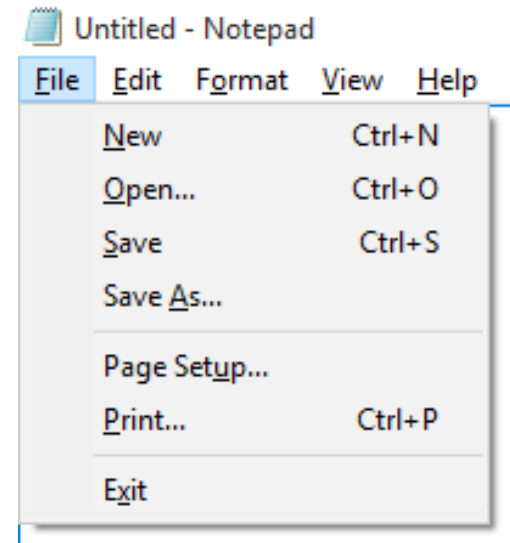 Untitled - Notepad
File Edit Format View Help
New Ctrl+N
Open... Ctrl+O
Save Ctrl+S
Save As...
Page Setup...
Print... Ctrl+P
Exit